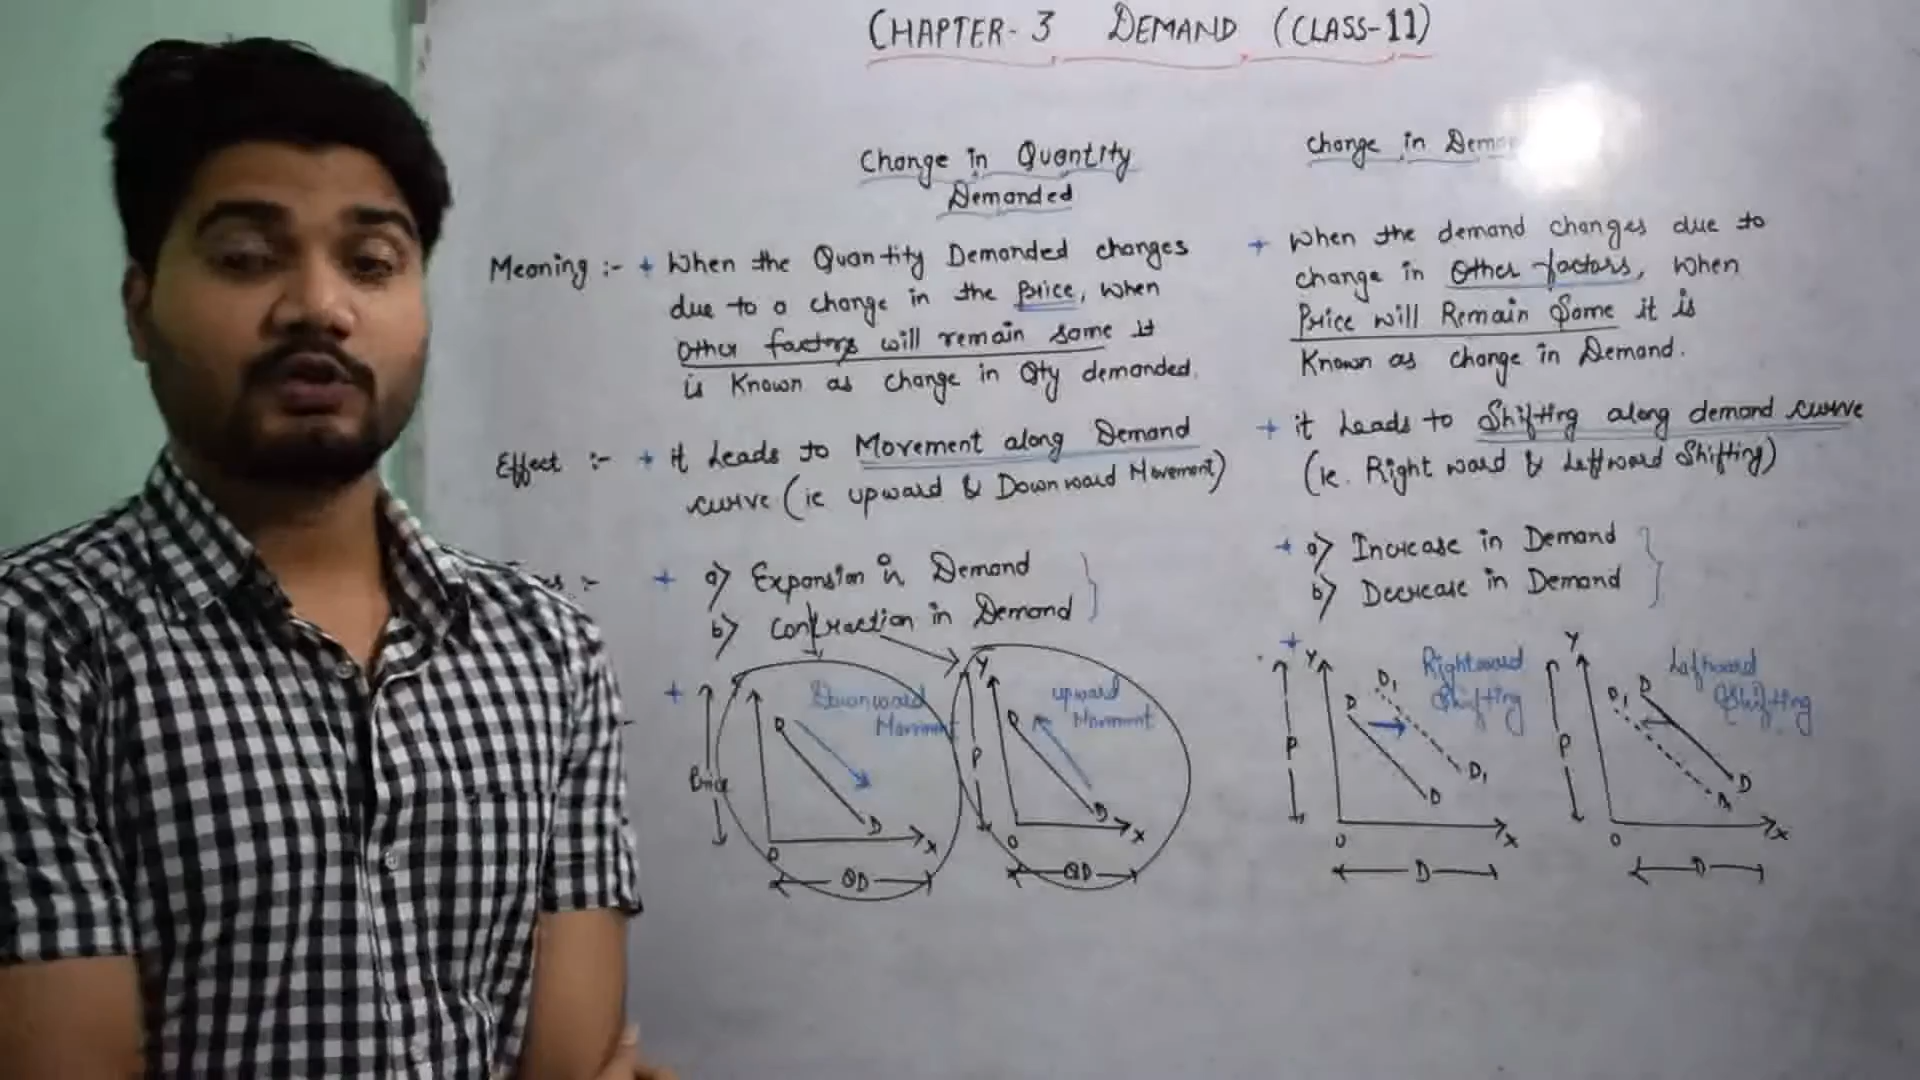 CHAPTER-3 DEMAND (CLASS-11)
Change in Quantity
Demanded
Meaning :- + When the Quantity Demanded changes
due to a change in the price, when
Other factors will remain same it
is Known as change in Qty demanded.
Effect :- + it Leads to Movement along Demand
curve (ie upward & Downward Movement)
+ a) Expansion in Demand
b) Contraction in Demand
+ Downward
Movement
Price
D
D
O
X
QD
Y
upward
Movement
P
D
D
O
X
QD
change in
+ When the demand changes due to
change in Other factors, When
Price will Remain Same it is
Known as change in Demand.
+ it Leads to Shifting along demand curve
(ie. Right ward & Leftward Shifting)
+ a) Increase in Demand
b) Decrease in Demand
+ Y
Rightward
Shifting
P
D
D1
D
D1
O
X
D
Y
Leftward
Shifting
P
D1
D
D
O
X
D